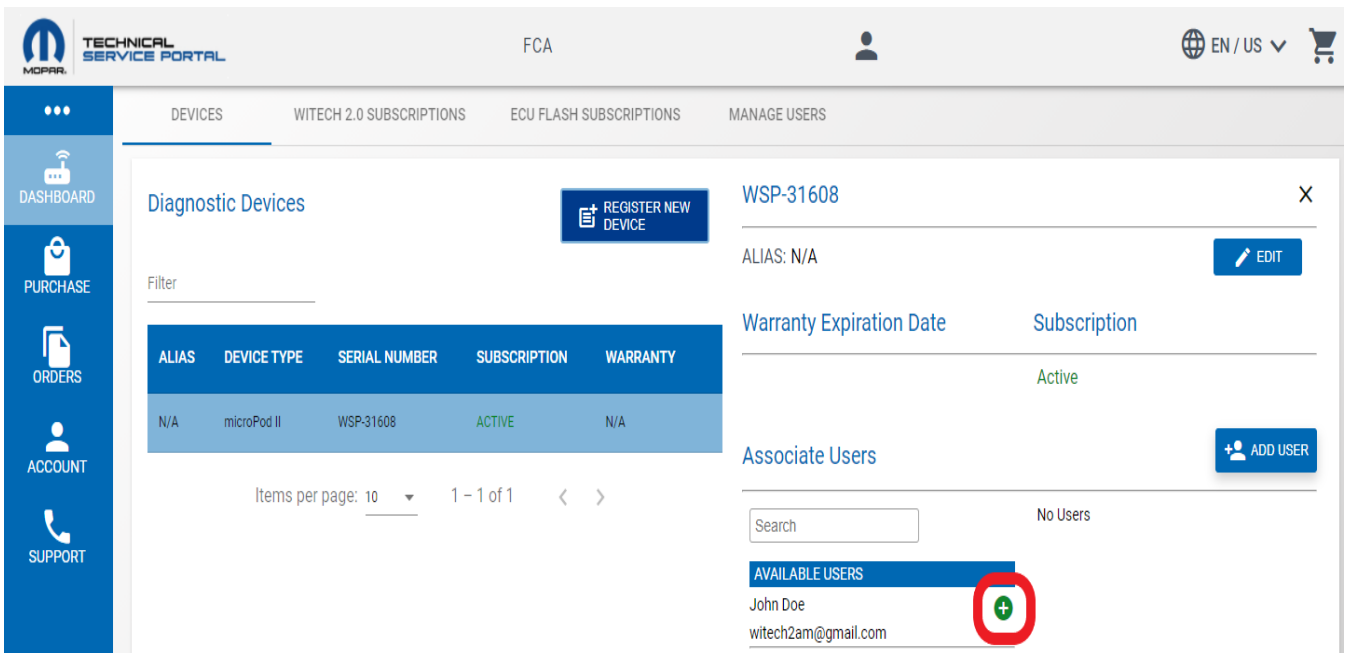 MOPAR.
TECHNICAL
SERVICE PORTAL
FCA
EN / US
DASHBOARD
PURCHASE
ORDERS
ACCOUNT
SUPPORT
DEVICES
WITECH 2.0 SUBSCRIPTIONS
ECU FLASH SUBSCRIPTIONS
MANAGE USERS
Diagnostic Devices
REGISTER NEW
DEVICE
Filter
ALIAS DEVICE TYPE SERIAL NUMBER SUBSCRIPTION WARRANTY
N/A microPod II WSP-31608 ACTIVE N/A
Items per page: 10 1 – 1 of 1
WSP-31608 X
ALIAS: N/A
EDIT
Warranty Expiration Date Subscription
Active
Associate Users
ADD USER
Search
No Users
AVAILABLE USERS
John Doe
witech2am@gmail.com